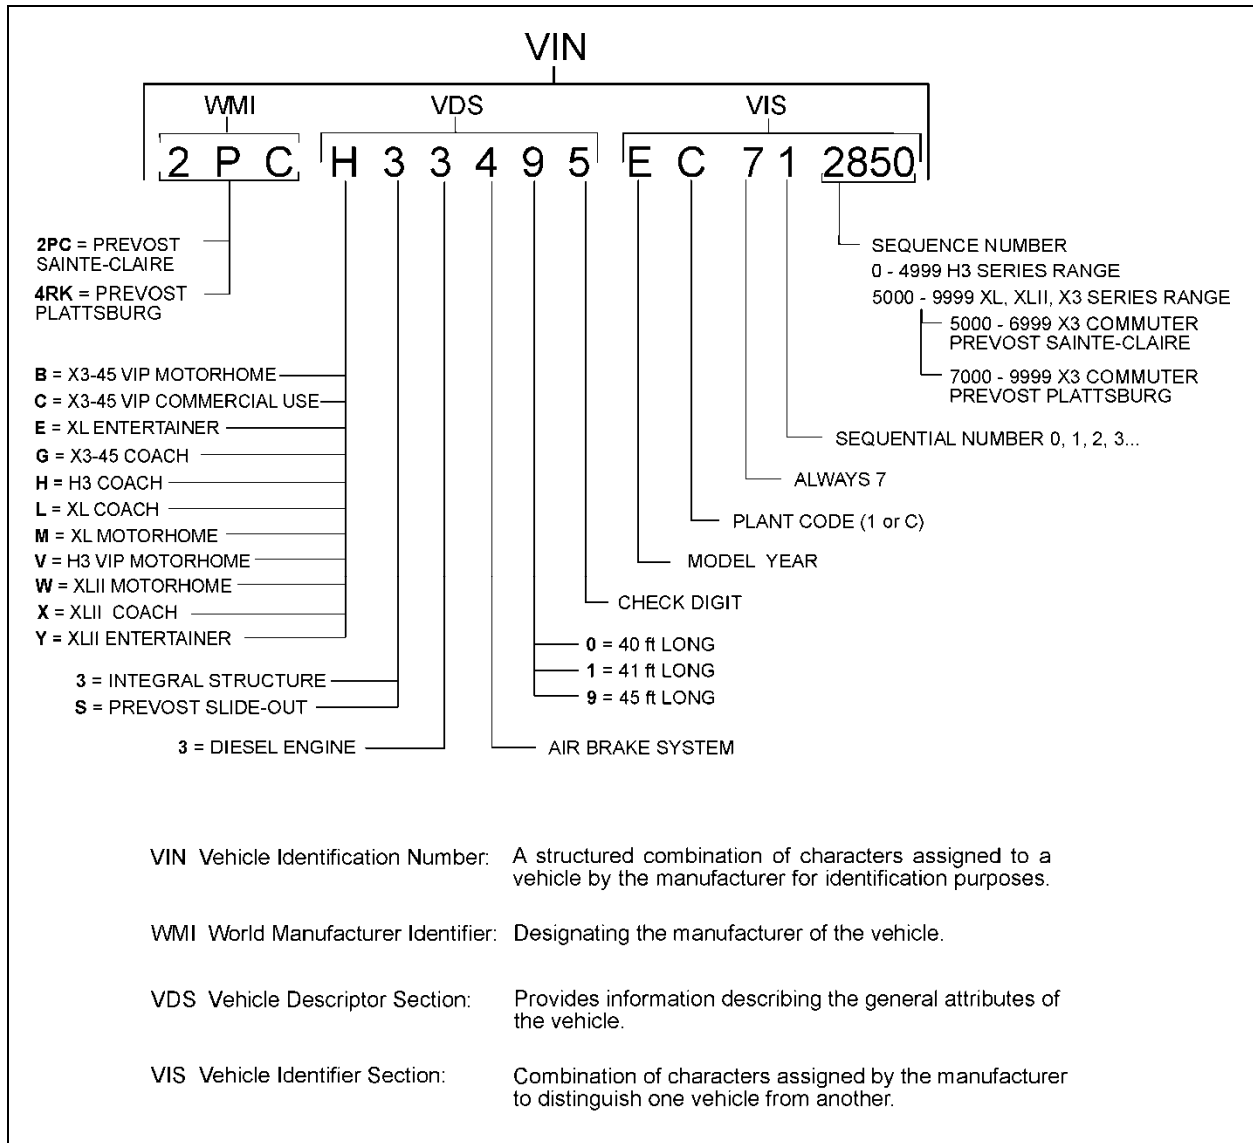 VIN
WMI VDS VIS
2 P C H 3 3 4 9 5 E C 7 1 2850
2PC = PREVOST
SAINTE-CLAIRE
4RK = PREVOST
PLATTSBURG
SEQUENCE NUMBER
0 - 4999 H3 SERIES RANGE
5000 - 9999 XL, XLII, X3 SERIES RANGE
5000 - 6999 X3 COMMUTER
PREVOST SAINTE-CLAIRE
7000 - 9999 X3 COMMUTER
PREVOST PLATTSBURG
B = X3-45 VIP MOTORHOME
C = X3-45 VIP COMMERCIAL USE
E = XL ENTERTAINER
G = X3-45 COACH
H = H3 COACH
L = XL COACH
M = XL MOTORHOME
V = H3 VIP MOTORHOME
W = XLII MOTORHOME
X = XLII COACH
Y = XLII ENTERTAINER
SEQUENTIAL NUMBER 0, 1, 2, 3...
ALWAYS 7
PLANT CODE (1 or C)
MODEL YEAR
CHECK DIGIT
0 = 40 ft LONG
1 = 41 ft LONG
9 = 45 ft LONG
3 = INTEGRAL STRUCTURE
S = PREVOST SLIDE-OUT
3 = DIESEL ENGINE
AIR BRAKE SYSTEM
VIN Vehicle Identification Number: A structured combination of characters assigned to a
vehicle by the manufacturer for identification purposes.
WMI World Manufacturer Identifier: Designating the manufacturer of the vehicle.
VDS Vehicle Descriptor Section: Provides information describing the general attributes of
the vehicle.
VIS Vehicle Identifier Section: Combination of characters assigned by the manufacturer
to distinguish one vehicle from another.